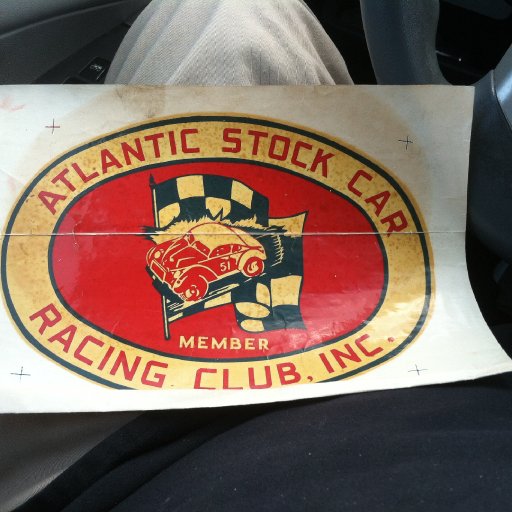 ATLANTIC STOCK CAR
51
MEMBER
RACING CLUB, INC.